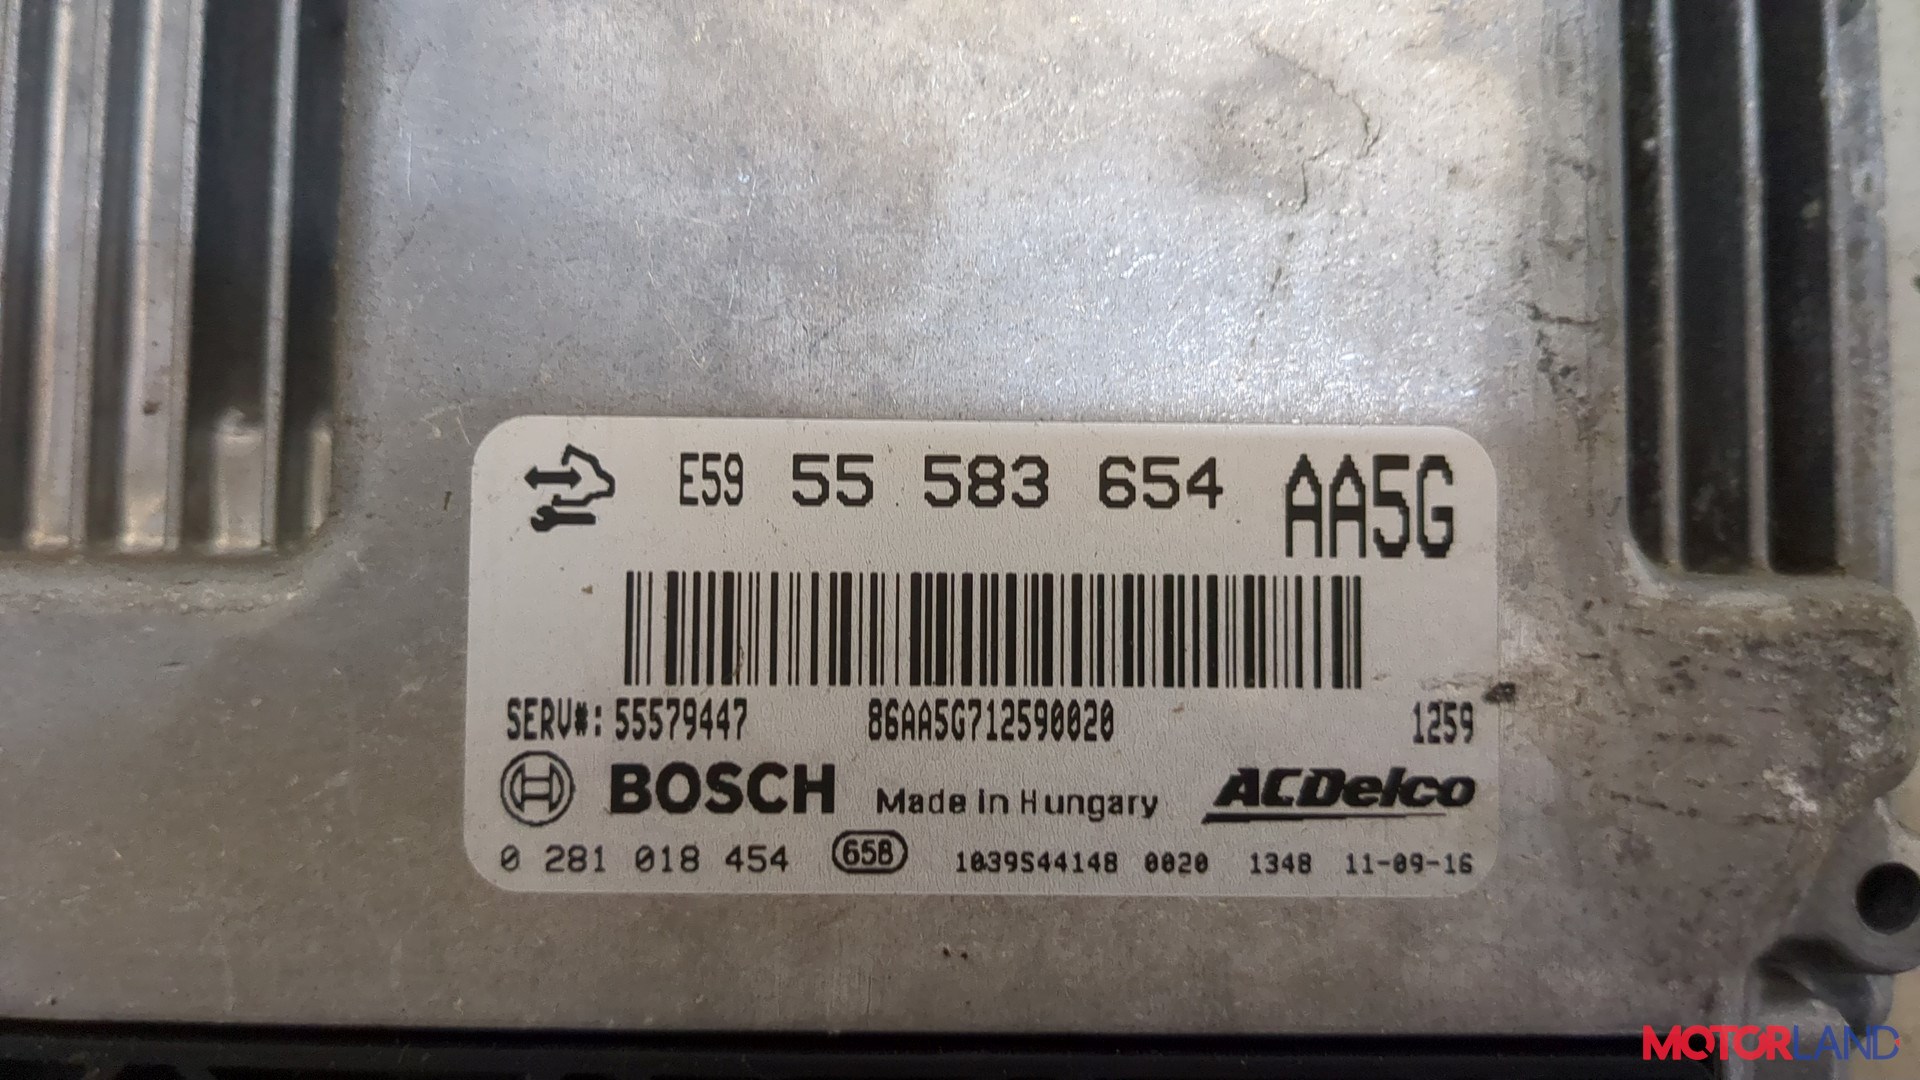 E59 55 583 654 AA5G
SERV#: 55579447 86AA5G712590020 1259
BOSCH Made in Hungary ACDelco
0 281 018 454 65B 1039S44148 0020 1348 11-09-16
MOTORLAND